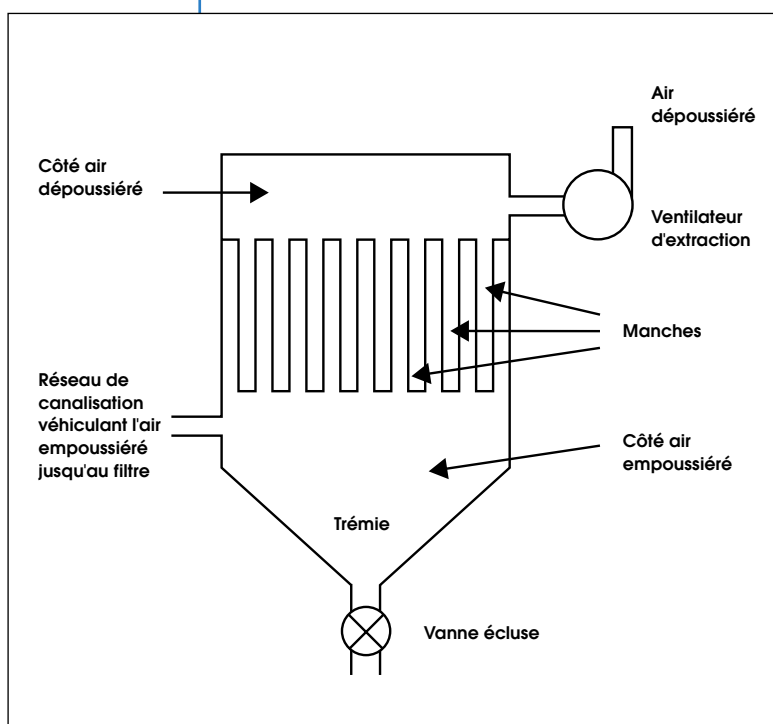 Air
dépoussiéré
Côté air
dépoussiéré
Ventilateur
d'extraction
Manches
Réseau de
canalisation
véhiculant l'air
empoussiéré
jusqu'au filtre
Côté air
empoussiéré
Trémie
Vanne écluse